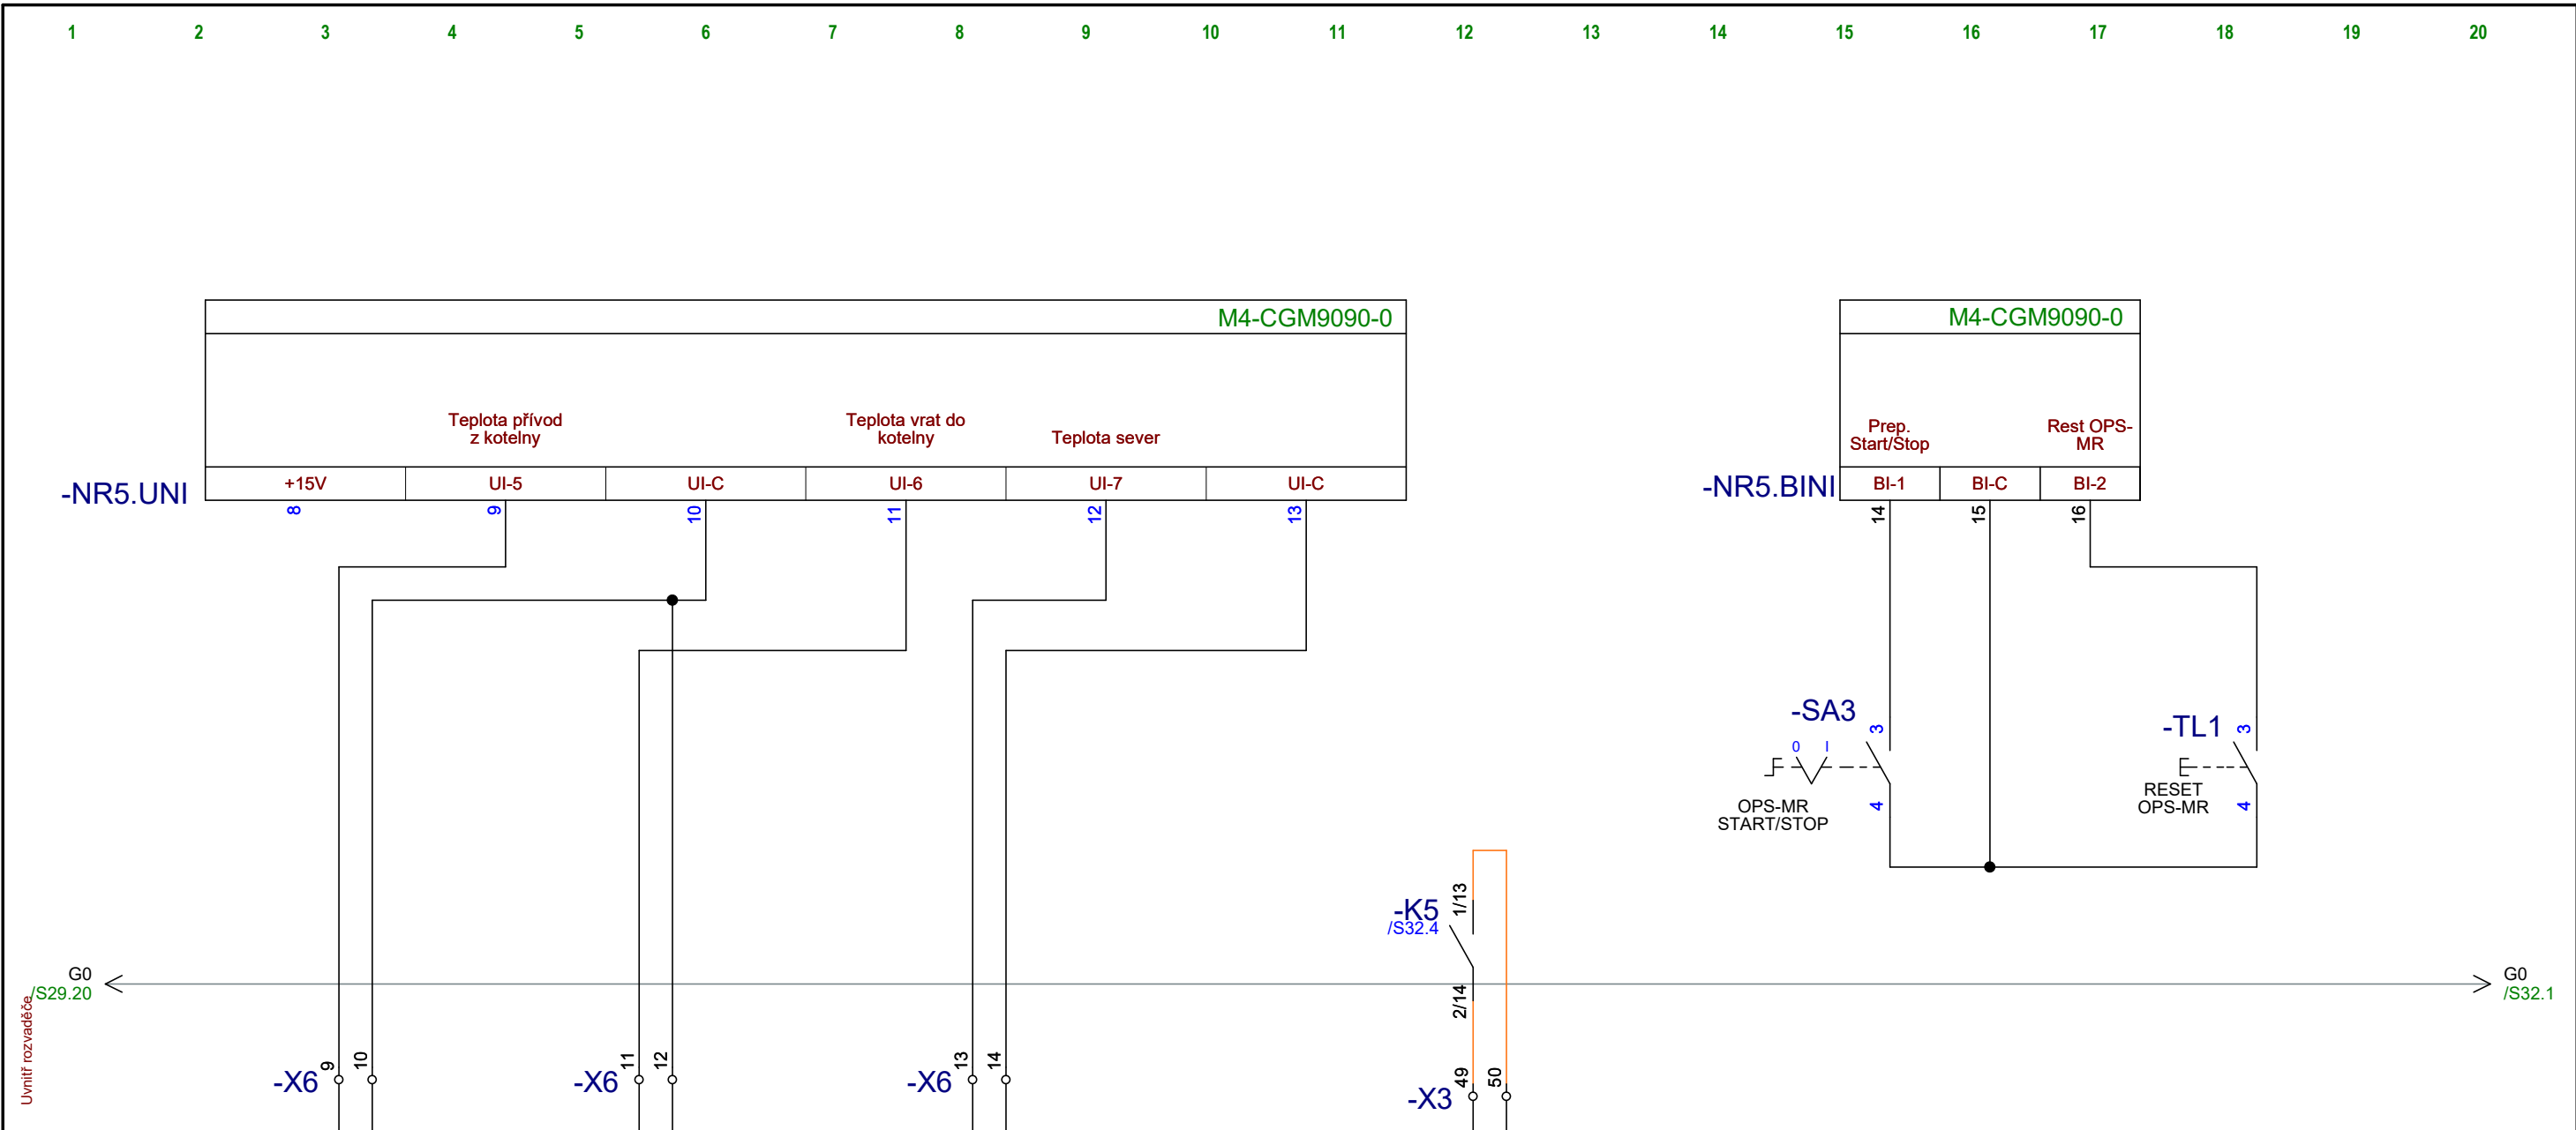 1 2 3 4 5 6 7 8 9 10 11 12 13 14 15 16 17 18 19 20
M4-CGM9090-0
Teplota přívod
z kotelny
Teplota vrat do
kotelny
Teplota sever
-NR5.UNI
+15V UI-5 UI-C UI-6 UI-7 UI-C
8 9 10 11 12 13
M4-CGM9090-0
Prep.
Start/Stop
Rest OPS-
MR
-NR5.BINI
BI-1 BI-C BI-2
14 15 16
-SA3
3
0 I
4
OPS-MR
START/STOP
-TL1
3
4
RESET
OPS-MR
-K5
/S32.4
1/13
2/14
G0
/S29.20
G0
/S32.1
Uvnitř rozvaděče
-X6 9 10
-X6 11 12
-X6 13 14
-X3 49 50